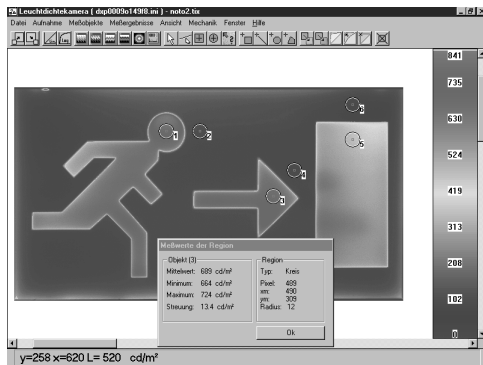 Leuchtdichtekamera ( dxp0009o149f8.ini ) - noto2.tix
Datei Aufnahme Meßobjekte Meßergebnisse Ansicht Mechanik Fenster Hilfe
841
735
630
524
419
313
208
102
0
1
2
3
4
5
6
Meßwerte der Region
Objekt (3)
Mittelwert: 689 cd/m²
Minimum: 664 cd/m²
Maximum: 724 cd/m²
Streuung: 13.4 cd/m²
Region
Typ: Kreis
Pixel: 489
xm: 490
ym: 309
Radius: 12
Ok
y=258 x=620 L= 520 cd/m²